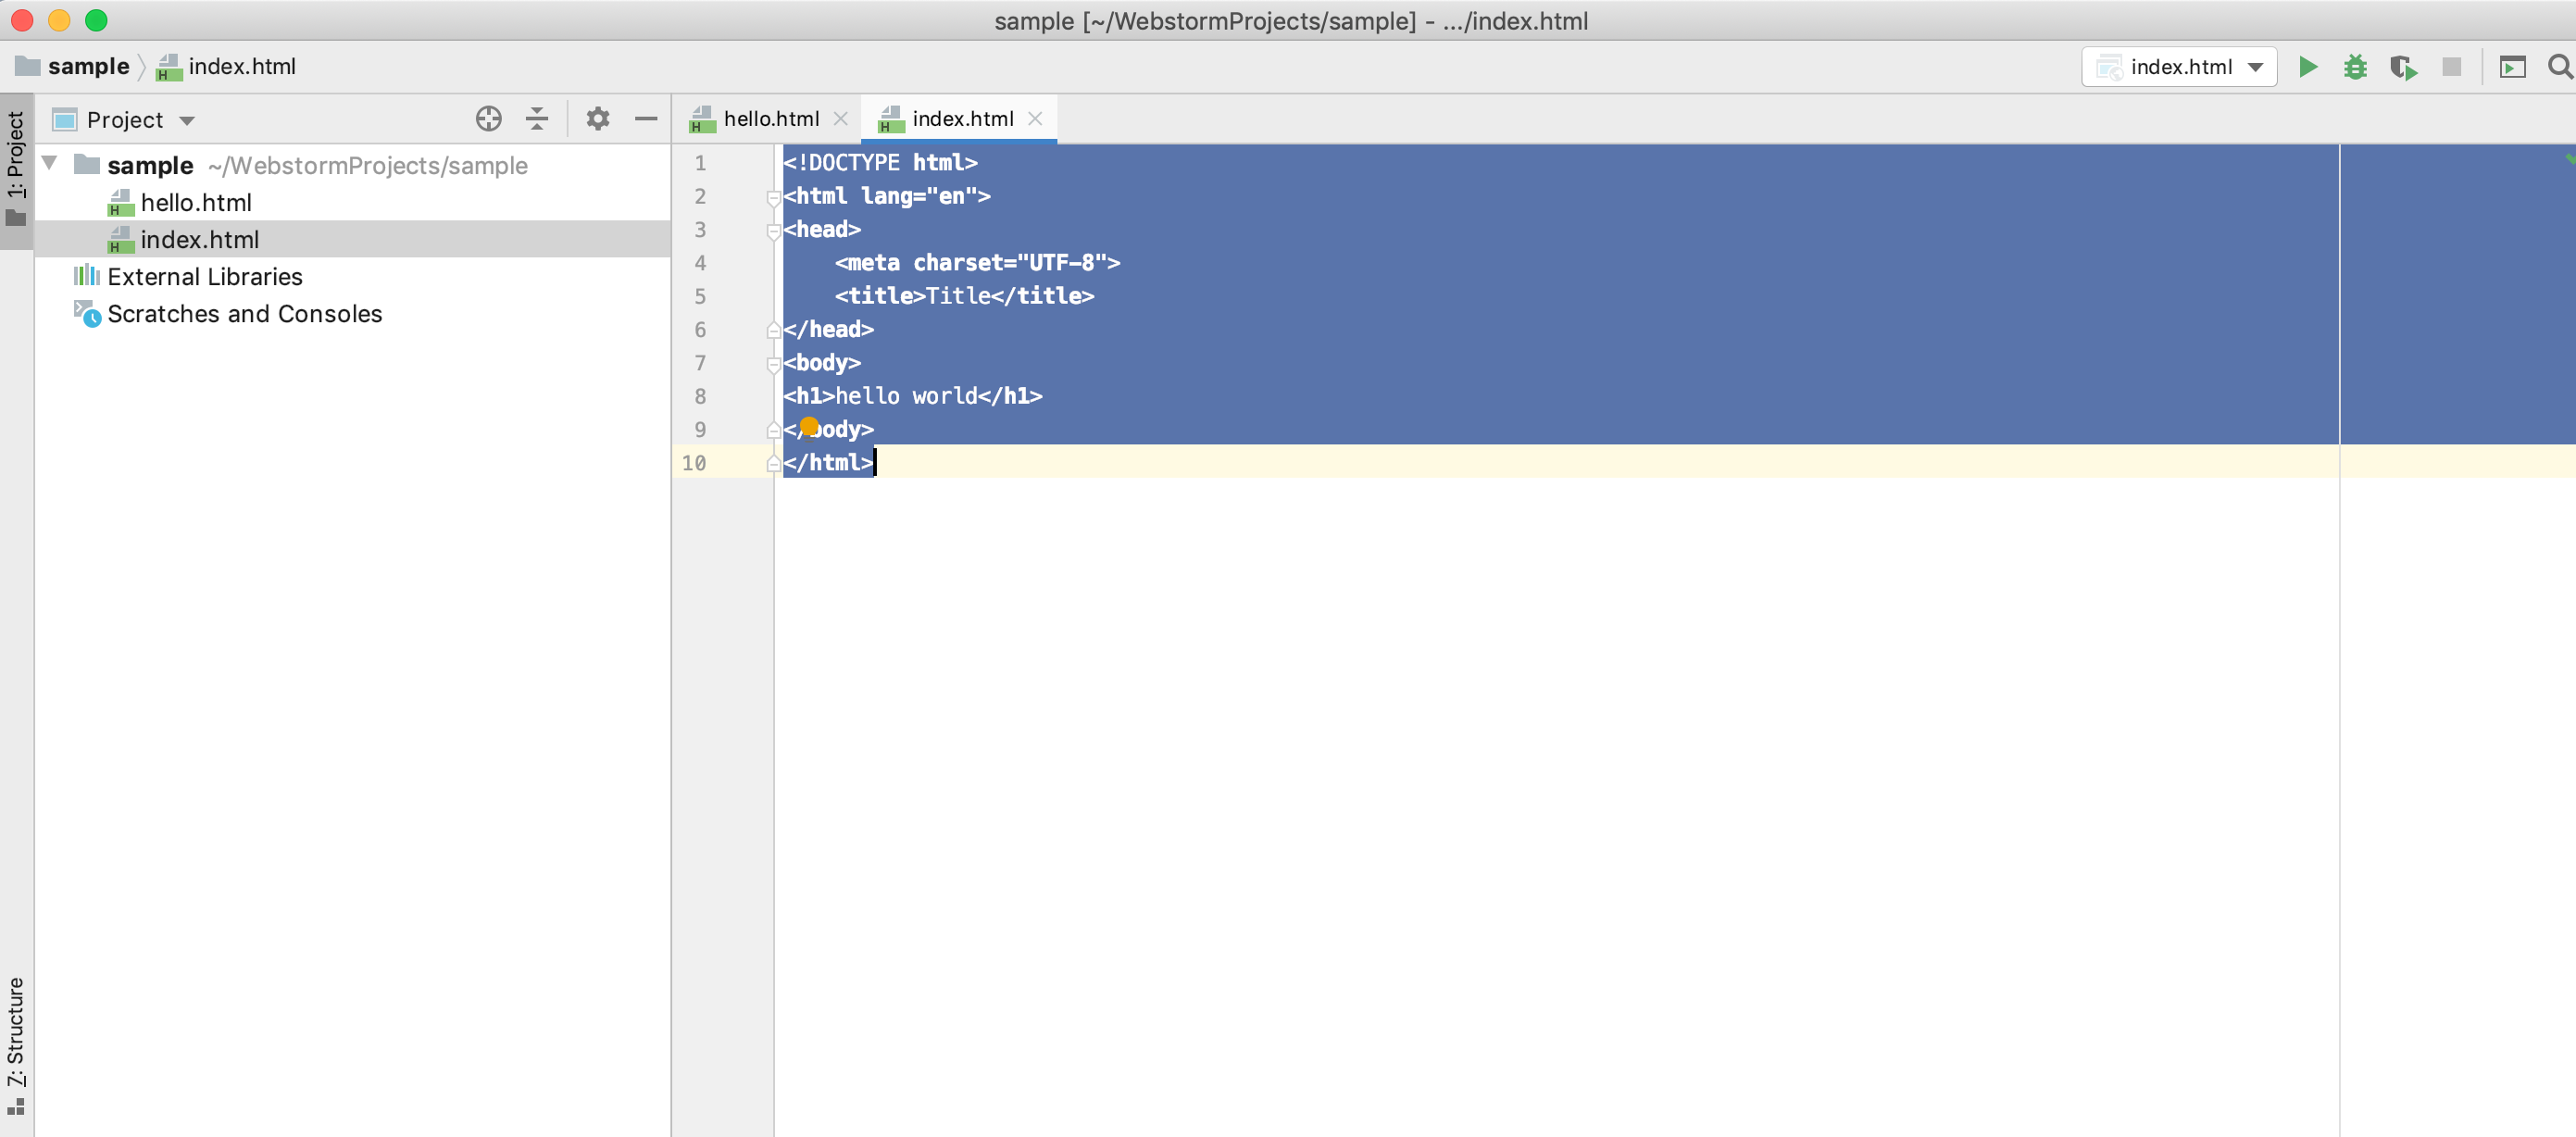 sample [~/WebstormProjects/sample] - .../index.html
sample index.html
index.html
1: Project
Project
hello.html
index.html
sample ~/WebstormProjects/sample
hello.html
index.html
External Libraries
Scratches and Consoles
1 <!DOCTYPE html>
2 <html lang="en">
3 <head>
4     <meta charset="UTF-8">
5     <title>Title</title>
6 </head>
7 <body>
8 <h1>hello world</h1>
9 </body>
10 </html>
Z: Structure